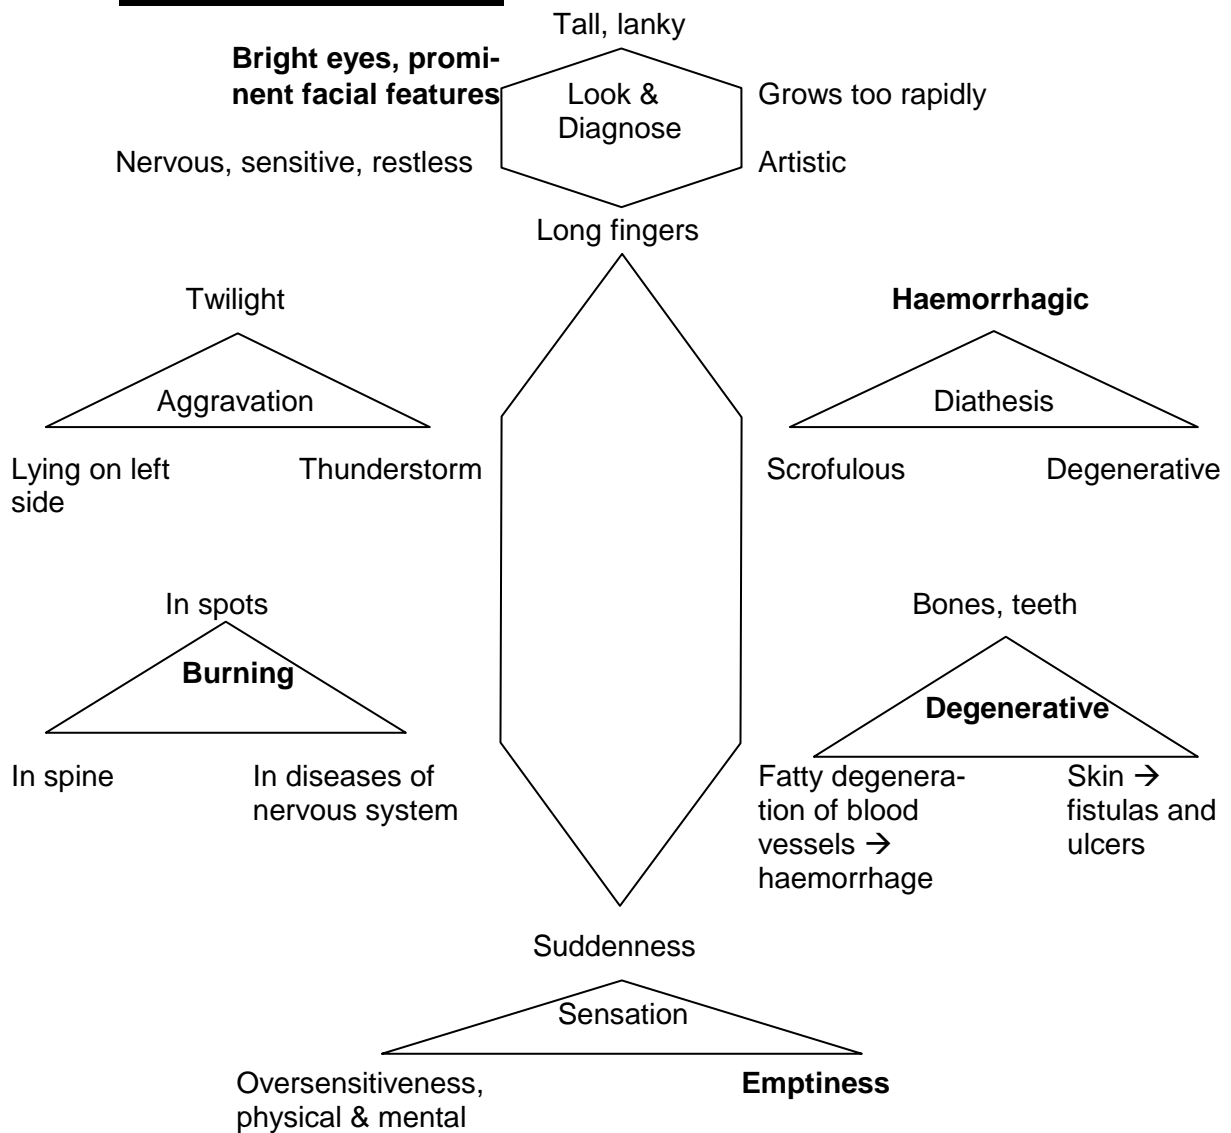 Tall, lanky
Bright eyes, promi-
nent facial features
Look &
Diagnose
Grows too rapidly
Nervous, sensitive, restless
Artistic
Long fingers
Twilight
Aggravation
Lying on left
side
Thunderstorm
Haemorrhagic
Diathesis
Scrofulous
Degenerative
In spots
Burning
In spine
In diseases of
nervous system
Bones, teeth
Degenerative
Fatty degenera-
tion of blood
vessels →
haemorrhage
Skin →
fistulas and
ulcers
Suddenness
Sensation
Oversensitiveness,
physical & mental
Emptiness